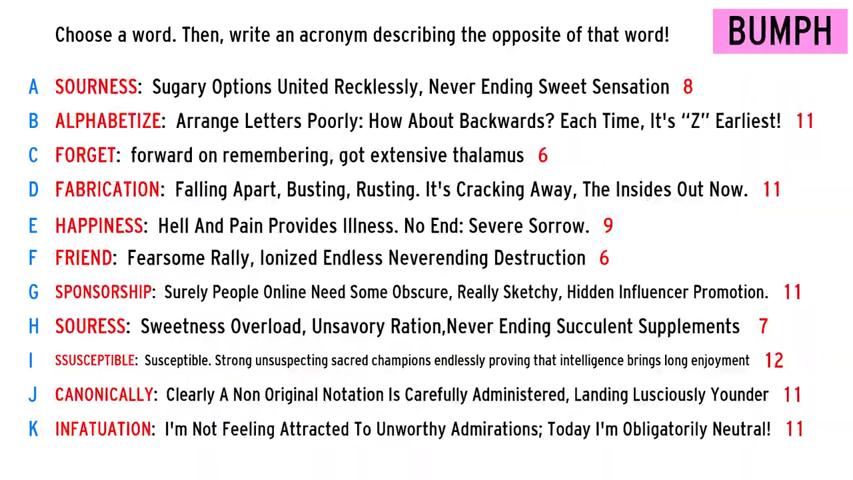 Choose a word. Then, write an acronym describing the opposite of that word!
BUMPH
A SOURNESS: Sugary Options United Recklessly, Never Ending Sweet Sensation 8
B ALPHABETIZE: Arrange Letters Poorly: How About Backwards? Each Time, It's “Z” Earliest! 11
C FORGET: forward on remembering, got extensive thalamus 6
D FABRICATION: Falling Apart, Busting, Rusting. It's Cracking Away, The Insides Out Now. 11
E HAPPINESS: Hell And Pain Provides Illness. No End: Severe Sorrow. 9
F FRIEND: Fearsome Rally, Ionized Endless Neverending Destruction 6
G SPONSORSHIP: Surely People Online Need Some Obscure, Really Sketchy, Hidden Influencer Promotion. 11
H SOURESS: Sweetness Overload, Unsavory Ration,Never Ending Succulent Supplements 7
I SSUSCEPTIBLE: Susceptible. Strong unsuspecting sacred champions endlessly proving that intelligence brings long enjoyment 12
J CANONICALLY: Clearly A Non Original Notation Is Carefully Administered, Landing Lusciously Younder 11
K INFATUATION: I'm Not Feeling Attracted To Unworthy Admirations; Today I'm Obligatorily Neutral! 11